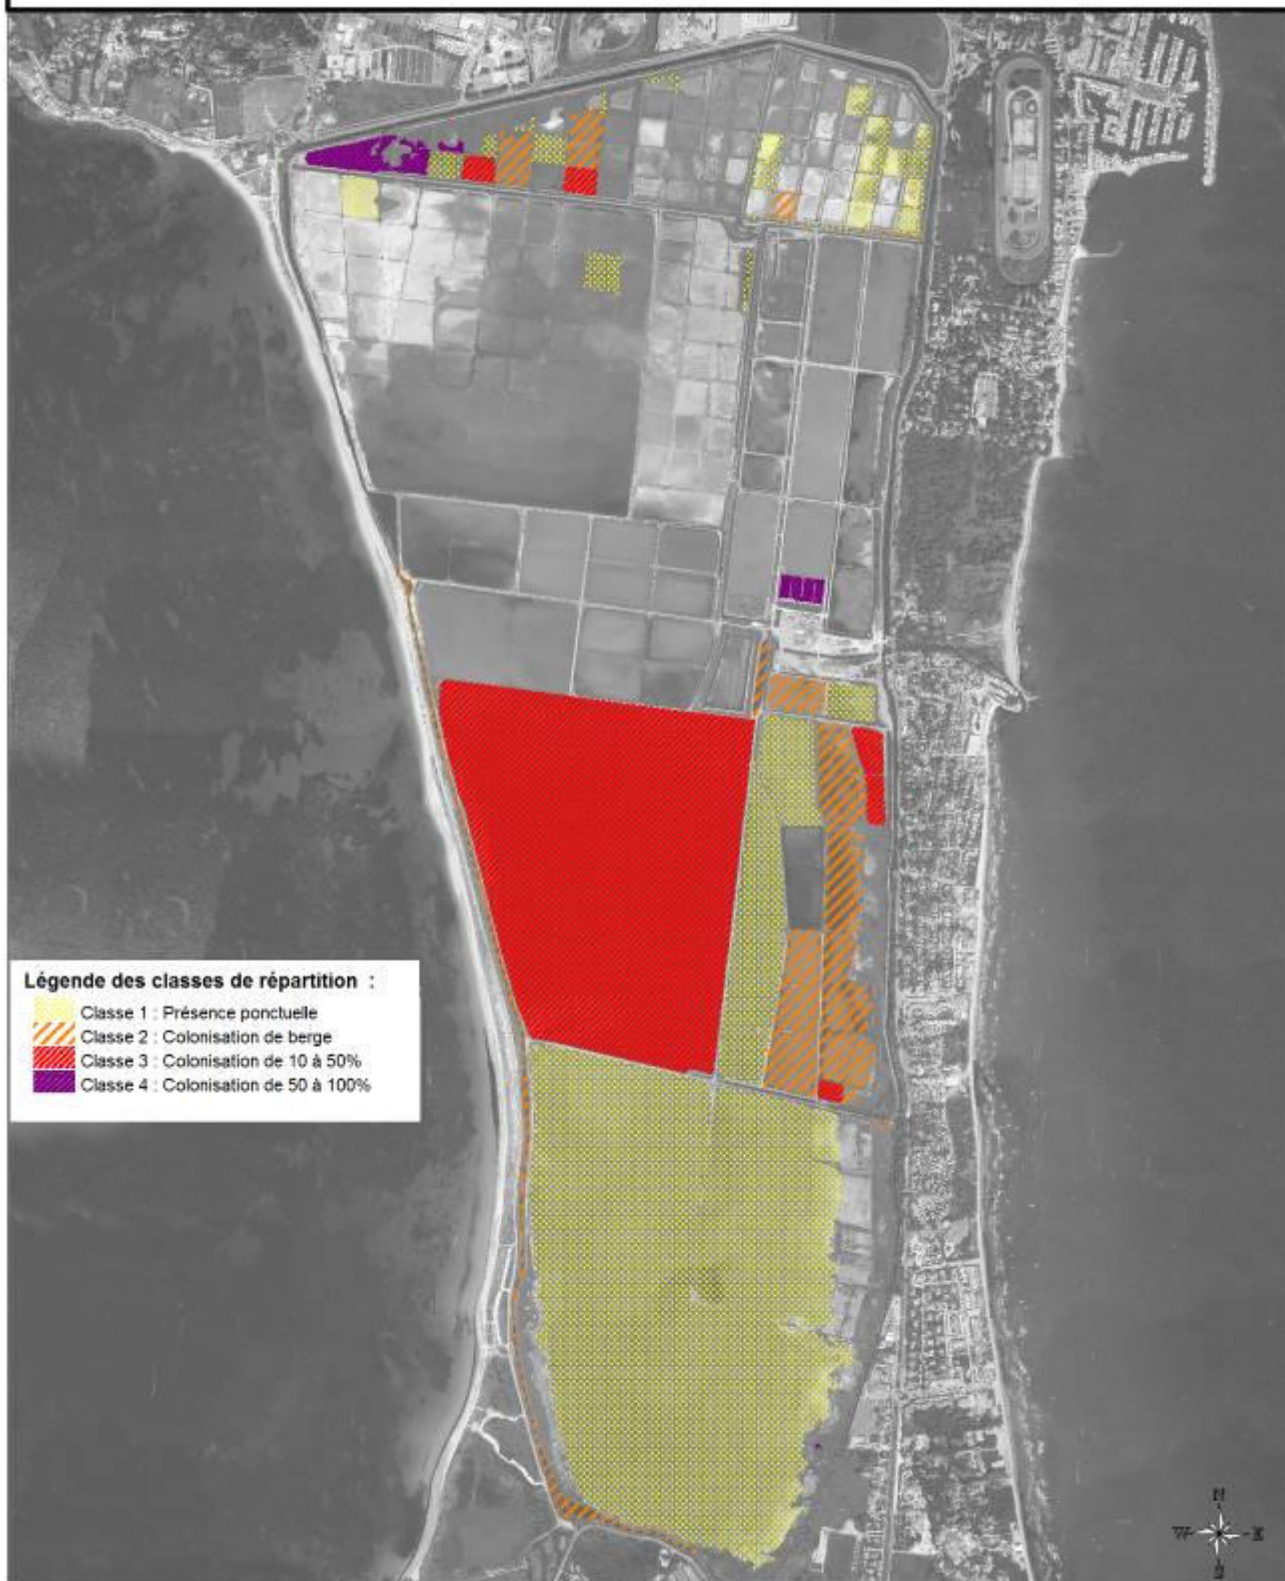 Légende des classes de répartition :
Classe 1 : Présence ponctuelle
Classe 2 : Colonisation de berge
Classe 3 : Colonisation de 10 à 50%
Classe 4 : Colonisation de 50 à 100%
N
W E
S